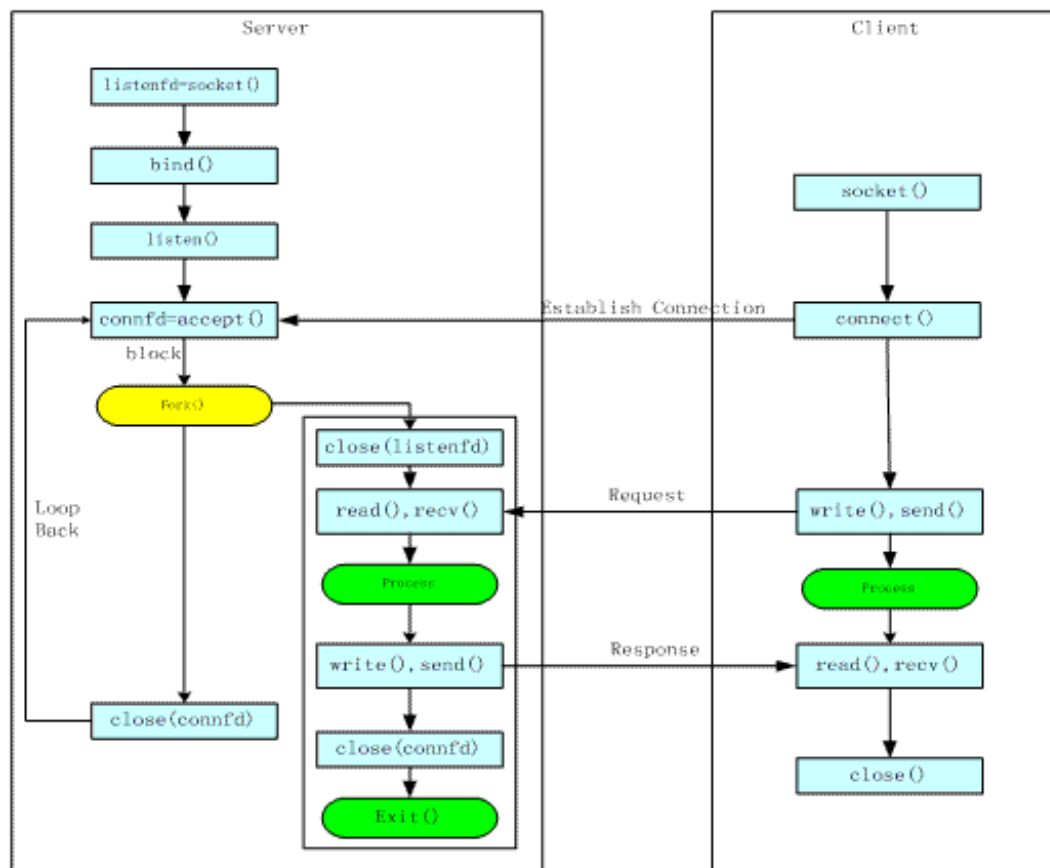 Server
listenfd=socket()
bind()
listen()
connfd=accept()
block
Fork()
Loop
Back
close(connfd)
close(listenfd)
read(),recv()
Process
write(),send()
close(connfd)
Exit()
Establish Connection
Request
Response
Client
socket()
connect()
write(),send()
Process
read(),recv()
close()